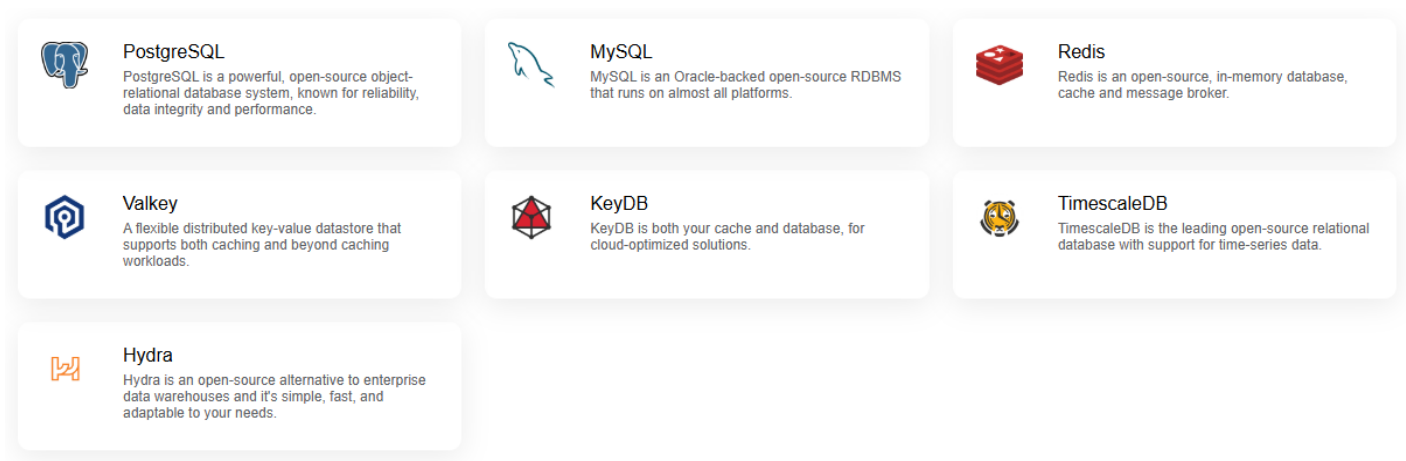 PostgreSQL
PostgreSQL is a powerful, open-source object-
relational database system, known for reliability,
data integrity and performance.
MySQL
MySQL is an Oracle-backed open-source RDBMS
that runs on almost all platforms.
Redis
Redis is an open-source, in-memory database,
cache and message broker.
Valkey
A flexible distributed key-value datastore that
supports both caching and beyond caching
workloads.
KeyDB
KeyDB is both your cache and database, for
cloud-optimized solutions.
TimescaleDB
TimescaleDB is the leading open-source relational
database with support for time-series data.
Hydra
Hydra is an open-source alternative to enterprise
data warehouses and it's simple, fast, and
adaptable to your needs.